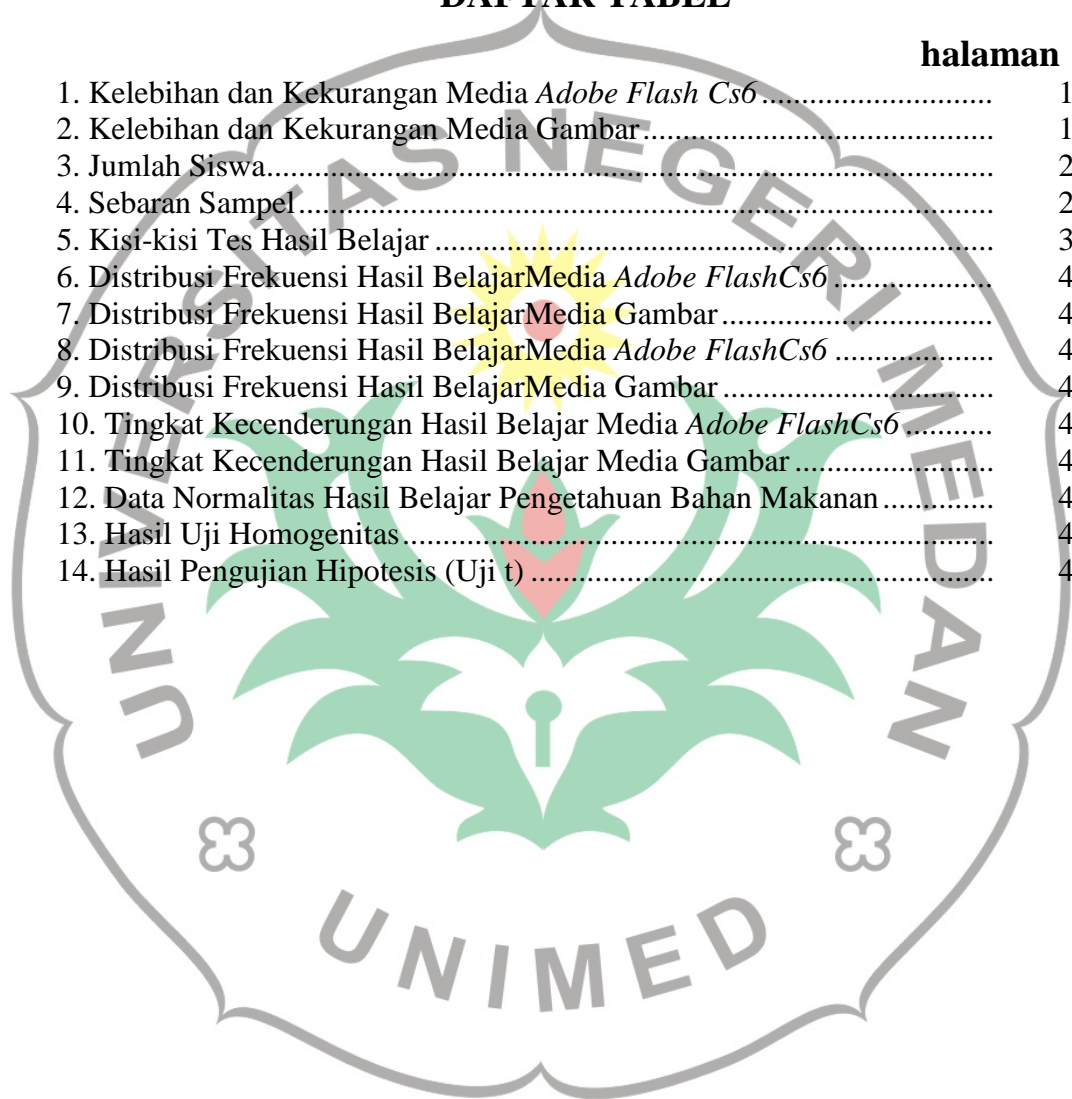 DAFTAR TABEL
halaman
1. Kelebihan dan Kekurangan Media Adobe Flash Cs6............................. 1
2. Kelebihan dan Kekurangan Media Gambar............................................. 1
3. Jumlah Siswa............................................................................................ 2
4. Sebaran Sampel........................................................................................ 2
5. Kisi-kisi Tes Hasil Belajar ...................................................................... 3
6. Distribusi Frekuensi Hasil BelajarMedia Adobe FlashCs6 .................... 4
7. Distribusi Frekuensi Hasil BelajarMedia Gambar.................................. 4
8. Distribusi Frekuensi Hasil BelajarMedia Adobe FlashCs6 .................... 4
9. Distribusi Frekuensi Hasil BelajarMedia Gambar.................................. 4
10. Tingkat Kecenderungan Hasil Belajar Media Adobe FlashCs6........... 4
11. Tingkat Kecenderungan Hasil Belajar Media Gambar......................... 4
12. Data Normalitas Hasil Belajar Pengetahuan Bahan Makanan.............. 4
13. Hasil Uji Homogenitas.......................................................................... 4
14. Hasil Pengujian Hipotesis (Uji t) .......................................................... 4
UNIVERSITAS NEGERI MEDAN
UNIMED